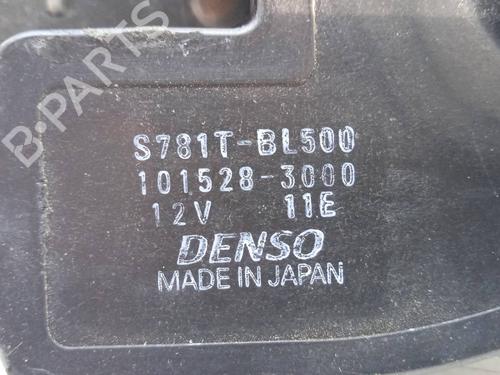 B-PARTS
S781T-BL500
101528-3000
12V 11E
DENSO
MADE IN JAPAN